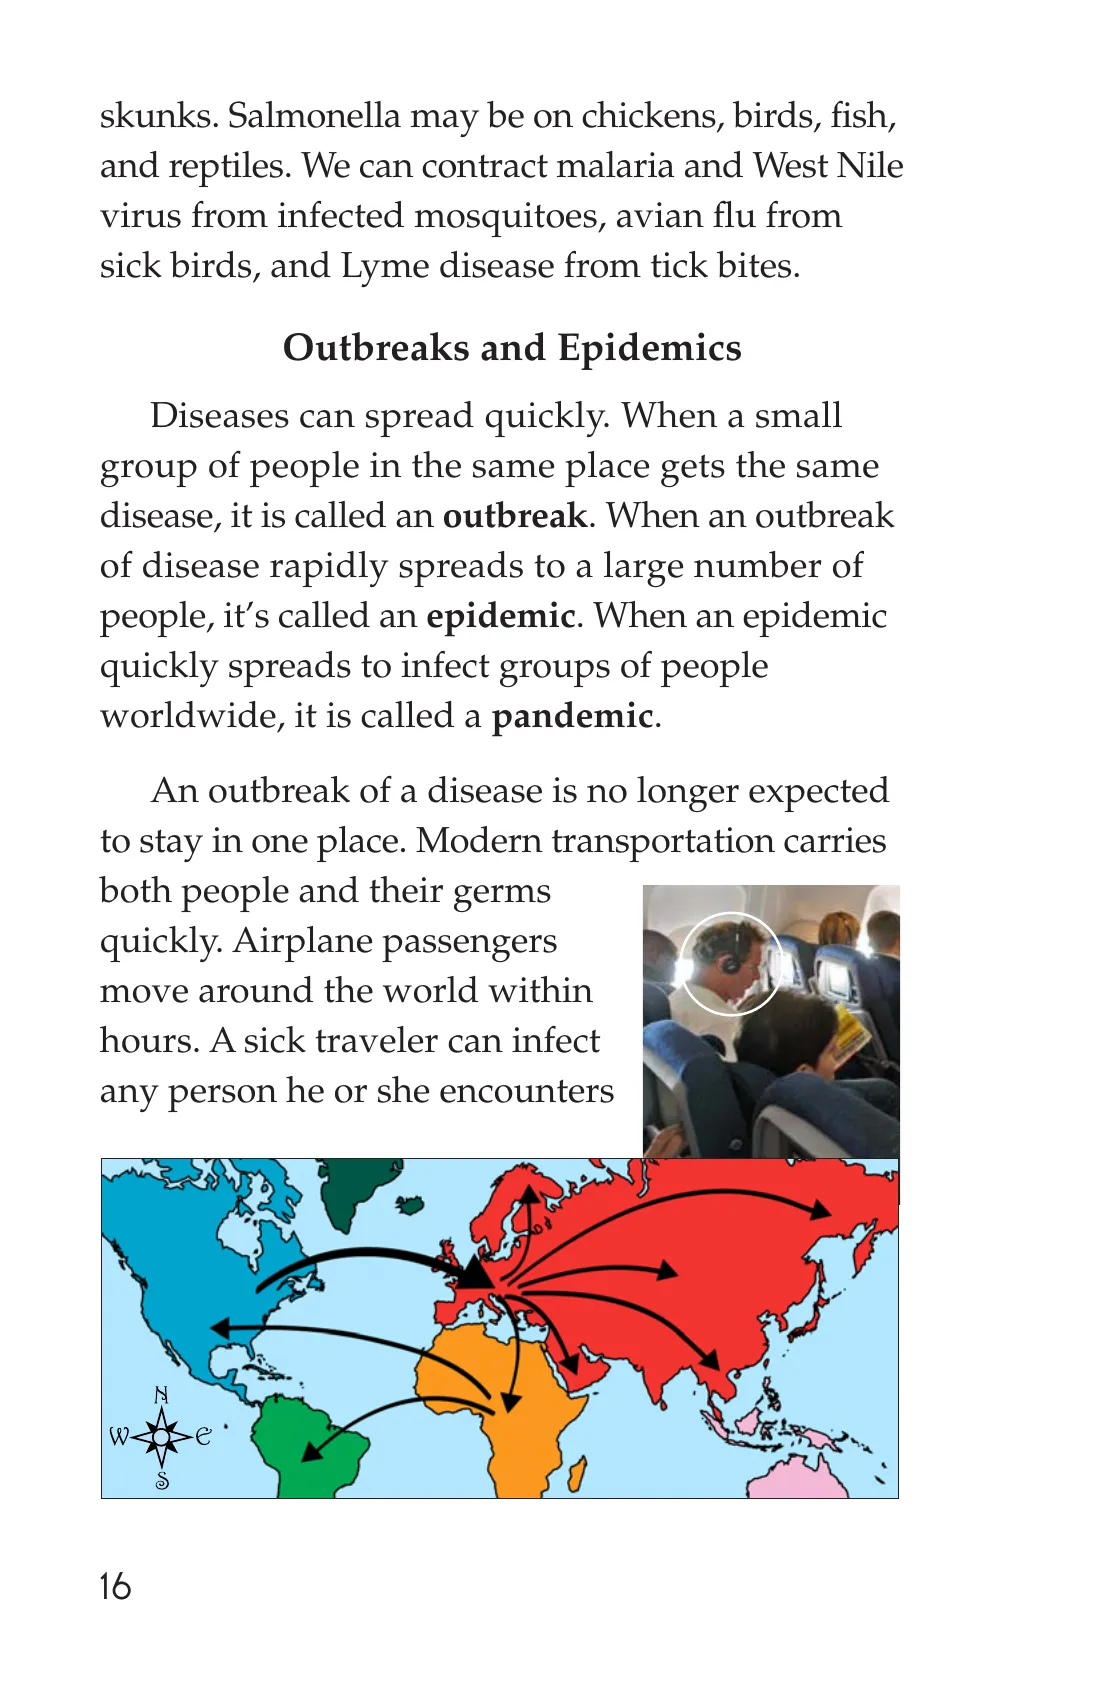 skunks. Salmonella may be on chickens, birds, fish,
and reptiles. We can contract malaria and West Nile
virus from infected mosquitoes, avian flu from
sick birds, and Lyme disease from tick bites.
Outbreaks and Epidemics
Diseases can spread quickly. When a small
group of people in the same place gets the same
disease, it is called an outbreak. When an outbreak
of disease rapidly spreads to a large number of
people, it’s called an epidemic. When an epidemic
quickly spreads to infect groups of people
worldwide, it is called a pandemic.
An outbreak of a disease is no longer expected
to stay in one place. Modern transportation carries
both people and their germs
quickly. Airplane passengers
move around the world within
hours. A sick traveler can infect
any person he or she encounters
N
W E
S
16